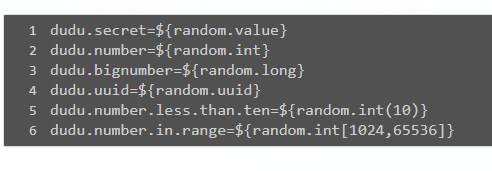 1 dudu.secret=${random.value}
2 dudu.number=${random.int}
3 dudu.bignumber=${random.long}
4 dudu.uuid=${random.uuid}
5 dudu.number.less.than.ten=${random.int(10)}
6 dudu.number.in.range=${random.int[1024,65536]}